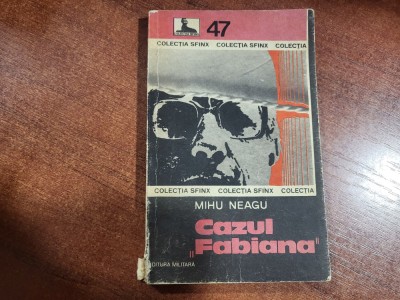 47
COLECȚIA SFINX COLECȚIA SFINX COLECȚIA
COLECȚIA SFINX COLECȚIA SFINX COLECȚIA
MIHU NEAGU
Cazul
„Fabiana"
EDITURA MILITARĂ